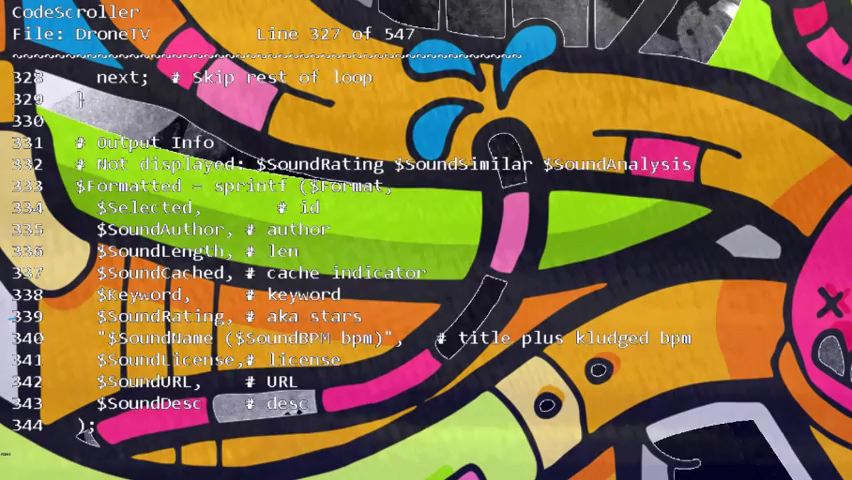 CodeScroller
File: DroneTV Line 327 of 547
~~~~~~~~~~~~~~~~~~~~~~~~~~~~~~~~~~~~~~~~~~~~~~~~~
328 next; # Skip rest of loop
329 }
330
331 # Output Info
332 # Not displayed: $SoundRating $SoundSimilar $SoundAnalysis
333 $Formatted = sprintf ($Format,
334 $Selected, # id
335 $SoundAuthor, # author
336 $SoundLength, # len
337 $SoundCached, # cache indicator
338 $Keyword, # keyword
339 $SoundRating, # aka stars
340 "$SoundName ($SoundBPM bpm)", # title plus kludged bpm
341 $SoundLicense,# license
342 $SoundURL, # URL
343 $SoundDesc # desc
344 );